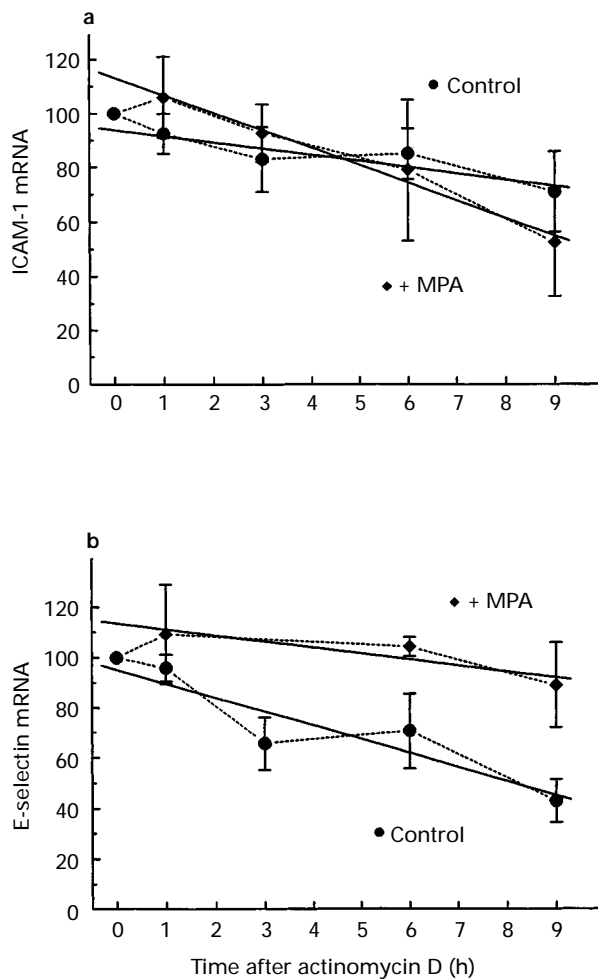 a
120
100
80
60
40
20
0
ICAM-1 mRNA
Control
+ MPA
0 1 2 3 4 5 6 7 8 9
b
120
100
80
60
40
20
0
E-selectin mRNA
+ MPA
Control
0 1 2 3 4 5 6 7 8 9
Time after actinomycin D (h)